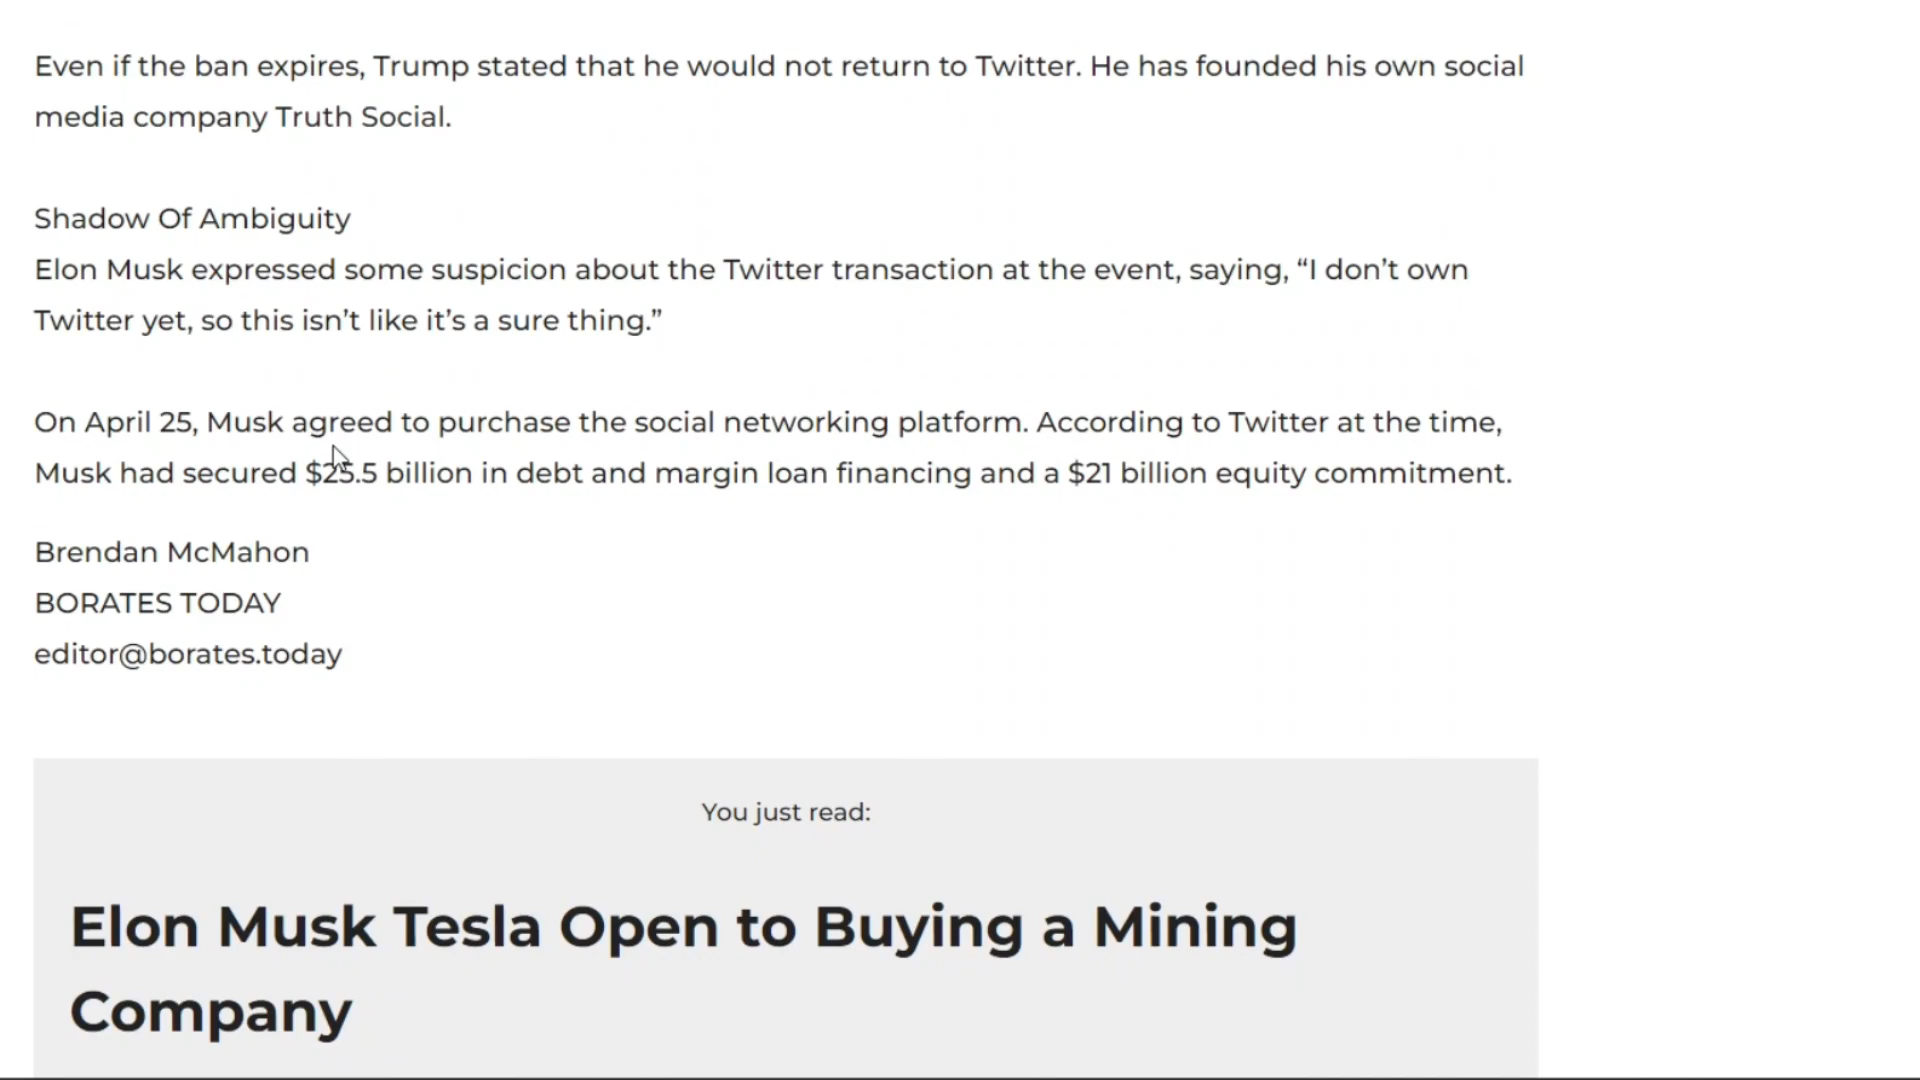 Even if the ban expires, Trump stated that he would not return to Twitter. He has founded his own social
media company Truth Social.
Shadow Of Ambiguity
Elon Musk expressed some suspicion about the Twitter transaction at the event, saying, “I don’t own
Twitter yet, so this isn’t like it’s a sure thing.”
On April 25, Musk agreed to purchase the social networking platform. According to Twitter at the time,
Musk had secured $25.5 billion in debt and margin loan financing and a $21 billion equity commitment.
Brendan McMahon
BORATES TODAY
editor@borates.today
You just read:
Elon Musk Tesla Open to Buying a Mining
Company